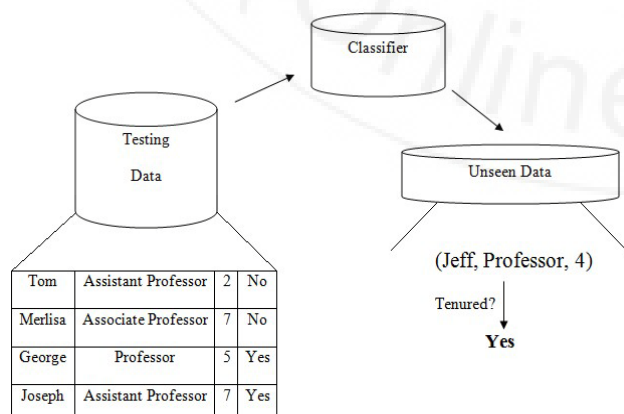 Online
Classifier
Testing
Data
Unseen Data
(Jeff, Professor, 4)
Tenured?
Yes
Tom Assistant Professor 2 No
Merlisa Associate Professor 7 No
George Professor 5 Yes
Joseph Assistant Professor 7 Yes